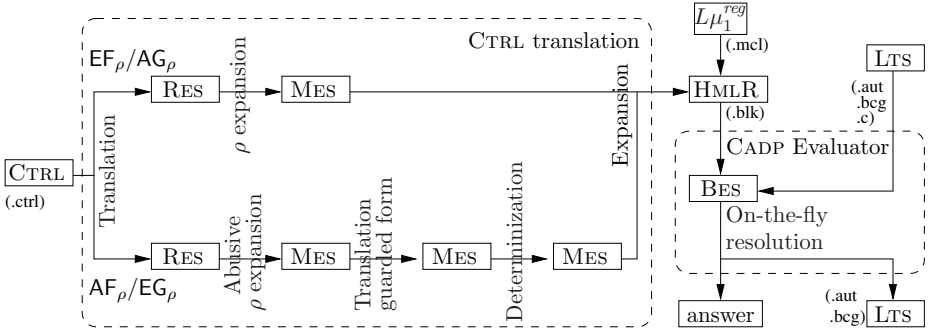 Lμ₁^reg
CTRL translation
(.mcl)
EFρ/AGρ
LTS
RES
ρ expansion
MES
Expansion
HMLR
(.aut
.bcg
.c)
(.blk)
Translation
CADP Evaluator
CTRL
(.ctrl)
BES
On-the-fly
resolution
RES
Abusive
ρ expansion
MES
Translation
guarded form
MES
Determinization
MES
AFρ/EGρ
answer
(.aut
.bcg)
LTS